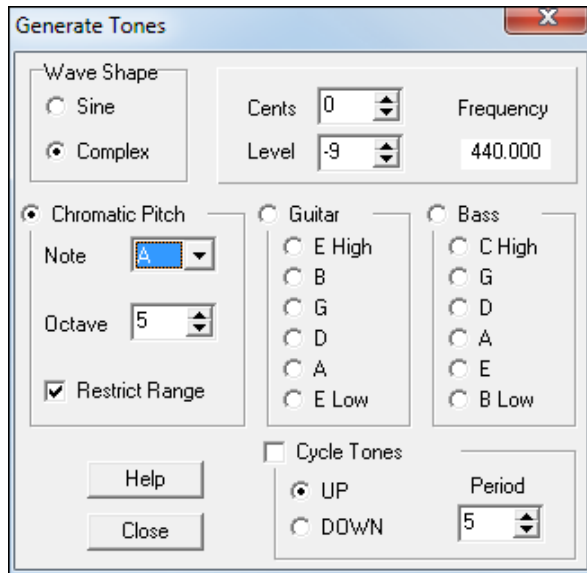 Generate Tones
Wave Shape
Sine
Complex
Cents 0
Level -9
Frequency
440.000
Chromatic Pitch
Note A
Octave 5
Restrict Range
Guitar
E High
B
G
D
A
E Low
Bass
C High
G
D
A
E
B Low
Help
Close
Cycle Tones
UP
DOWN
Period
5